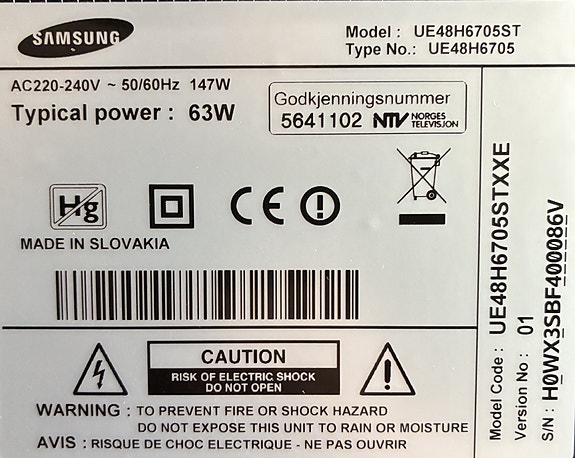 SAMSUNG
Model : UE48H6705ST
Type No.: UE48H6705
AC220-240V ~ 50/60Hz 147W
Typical power : 63W
Godkjenningsnummer
5641102 NTV NORGES TELEVISJON
Hg
CE
MADE IN SLOVAKIA
CAUTION
RISK OF ELECTRIC SHOCK
DO NOT OPEN
WARNING : TO PREVENT FIRE OR SHOCK HAZARD
DO NOT EXPOSE THIS UNIT TO RAIN OR MOISTURE
AVIS : RISQUE DE CHOC ELECTRIQUE - NE PAS OUVRIR
Model Code : UE48H6705STXXE
Version No : 01
S/N : H0WX3SBF400086V